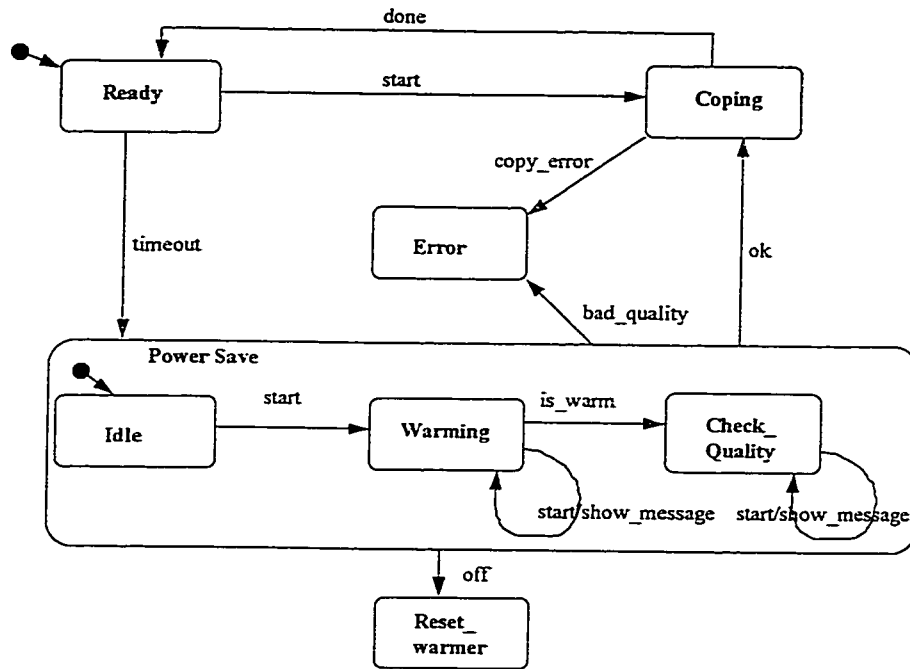 done
Ready
start
Coping
copy_error
Error
timeout
ok
bad_quality
Power Save
start
is_warm
Idle
Warming
Check_
Quality
start/show_message
start/show_message
off
Reset_
warmer